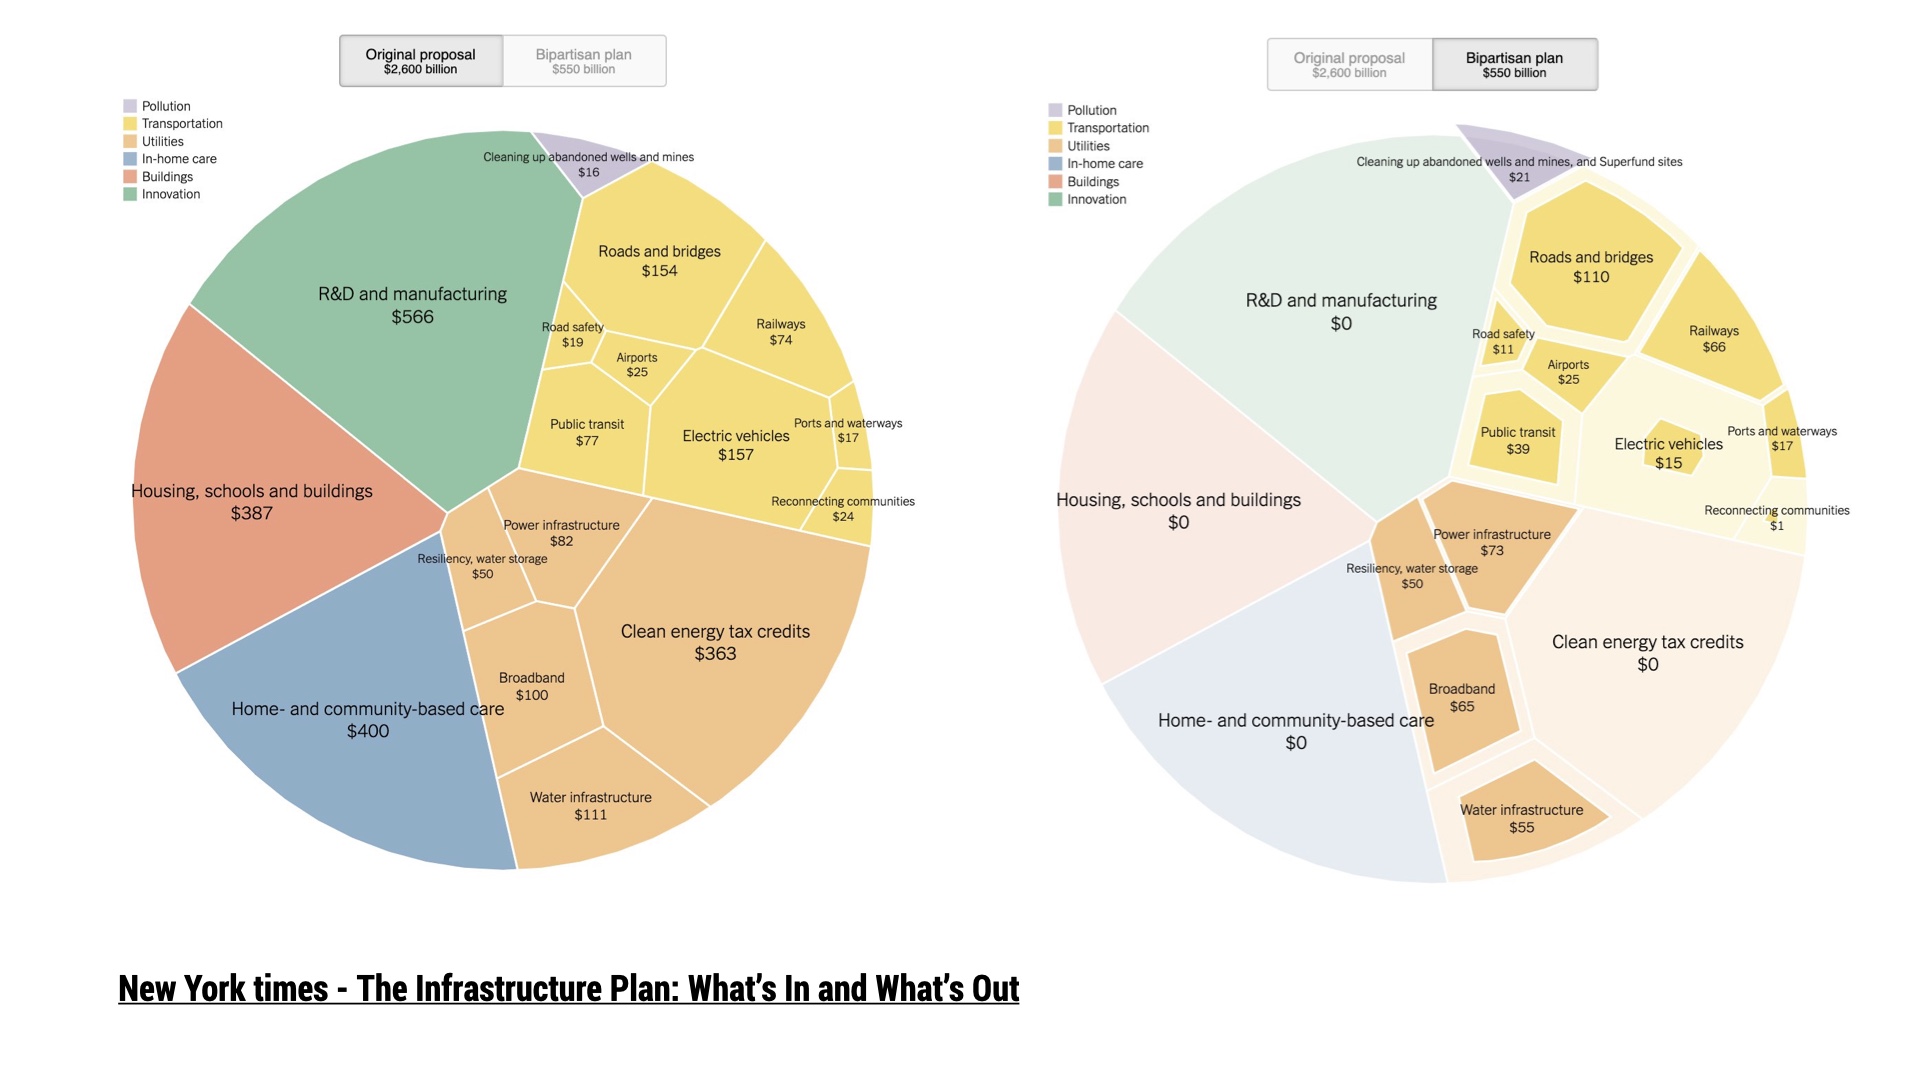 Original proposal
$2,600 billion
Bipartisan plan
$550 billion
Pollution
Transportation
Utilities
In-home care
Buildings
Innovation
Cleaning up abandoned wells and mines
$16
Roads and bridges
$154
R&D and manufacturing
$566
Road safety
$19
Railways
$74
Airports
$25
Public transit
$77
Electric vehicles
$157
Ports and waterways
$17
Housing, schools and buildings
$387
Reconnecting communities
$24
Power infrastructure
$82
Resiliency, water storage
$50
Clean energy tax credits
$363
Broadband
$100
Home- and community-based care
$400
Water infrastructure
$111
Original proposal
$2,600 billion
Bipartisan plan
$550 billion
Pollution
Transportation
Utilities
In-home care
Buildings
Innovation
Cleaning up abandoned wells and mines, and Superfund sites
$21
Roads and bridges
$110
R&D and manufacturing
$0
Road safety
$11
Railways
$66
Airports
$25
Public transit
$39
Electric vehicles
$15
Ports and waterways
$17
Housing, schools and buildings
$0
Reconnecting communities
$1
Power infrastructure
$73
Resiliency, water storage
$50
Clean energy tax credits
$0
Broadband
$65
Home- and community-based care
$0
Water infrastructure
$55
New York times - The Infrastructure Plan: What’s In and What’s Out